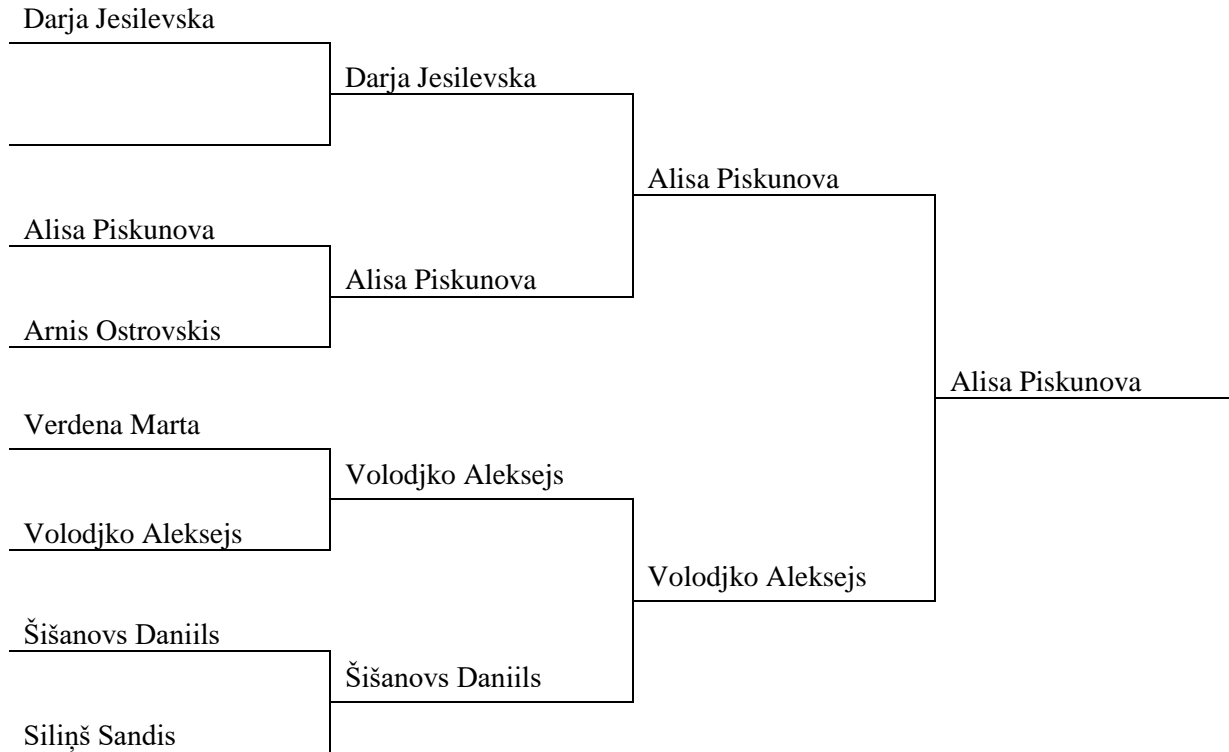 Darja Jesilevska
Darja Jesilevska
Alisa Piskunova
Alisa Piskunova
Alisa Piskunova
Arnis Ostrovskis
Alisa Piskunova
Verdena Marta
Volodjko Aleksejs
Volodjko Aleksejs
Volodjko Aleksejs
Šišanovs Daniils
Šišanovs Daniils
Siliņš Sandis